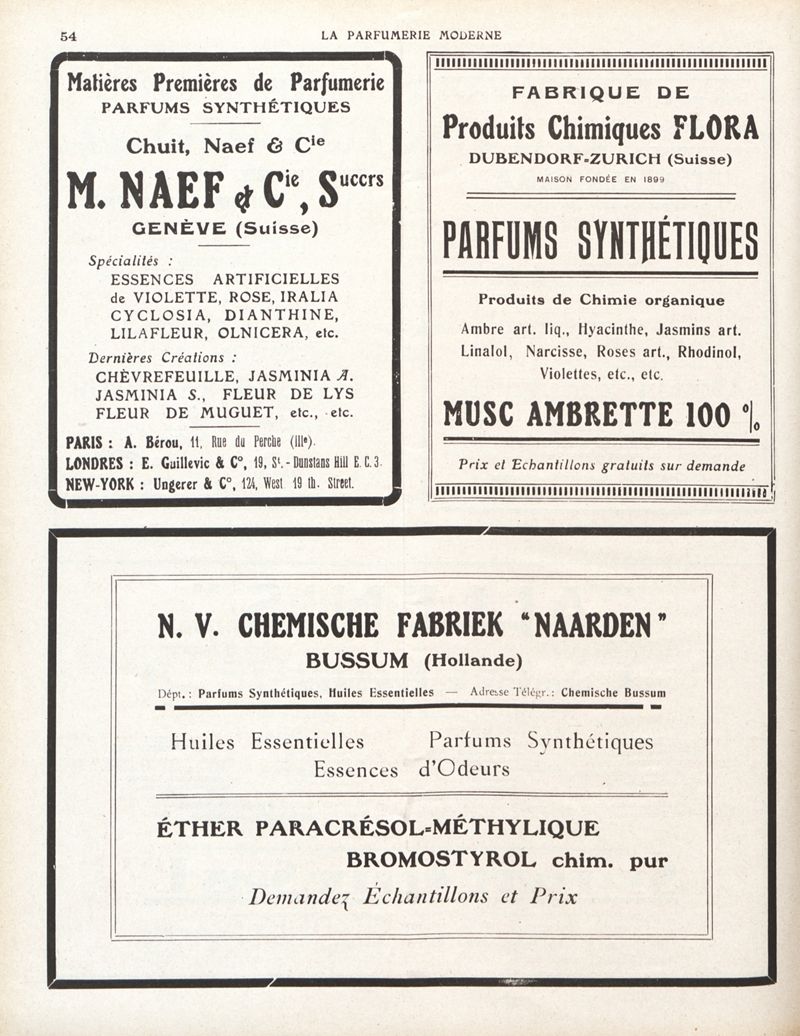 54
LA PARFUMERIE MODERNE
Matières Premières de Parfumerie
PARFUMS SYNTHÉTIQUES
Chuit, Naef & Cie
M. NAEF & Cie, Succrs
GENÈVE (Suisse)
Spécialités :
ESSENCES ARTIFICIELLES
de VIOLETTE, ROSE, IRALIA
CYCLOSIA, DIANTHINE,
LILAFLEUR, OLNICERA, etc.
Dernières Créations :
CHÈVREFEUILLE, JASMINIA A.
JASMINIA S., FLEUR DE LYS
FLEUR DE MUGUET, etc., etc.
PARIS : A. Bérou, 11, Rue du Perche (IIIe).
LONDRES : E. Guillevic & C°, 19, St.-Dunstans Hill E.C.3.
NEW-YORK : Ungerer & C°, 124, West 19 th. Street.
FABRIQUE DE
Produits Chimiques FLORA
DUBENDORF-ZURICH (Suisse)
MAISON FONDÉE EN 1899
PARFUMS SYNTHÉTIQUES
Produits de Chimie organique
Ambre art. liq., Hyacinthe, Jasmins art.
Linalol, Narcisse, Roses art., Rhodinol,
Violettes, etc., etc.
MUSC AMBRETTE 100 %
Prix et Echantillons gratuits sur demande
N. V. CHEMISCHE FABRIEK "NAARDEN"
BUSSUM (Hollande)
Dépt. : Parfums Synthétiques, Huiles Essentielles — Adresse Télégr. : Chemische Bussum
Huiles Essentielles Parfums Synthétiques
Essences d'Odeurs
ÉTHER PARACRÉSOL-MÉTHYLIQUE
BROMOSTYROL chim. pur
Demandez Échantillons et Prix